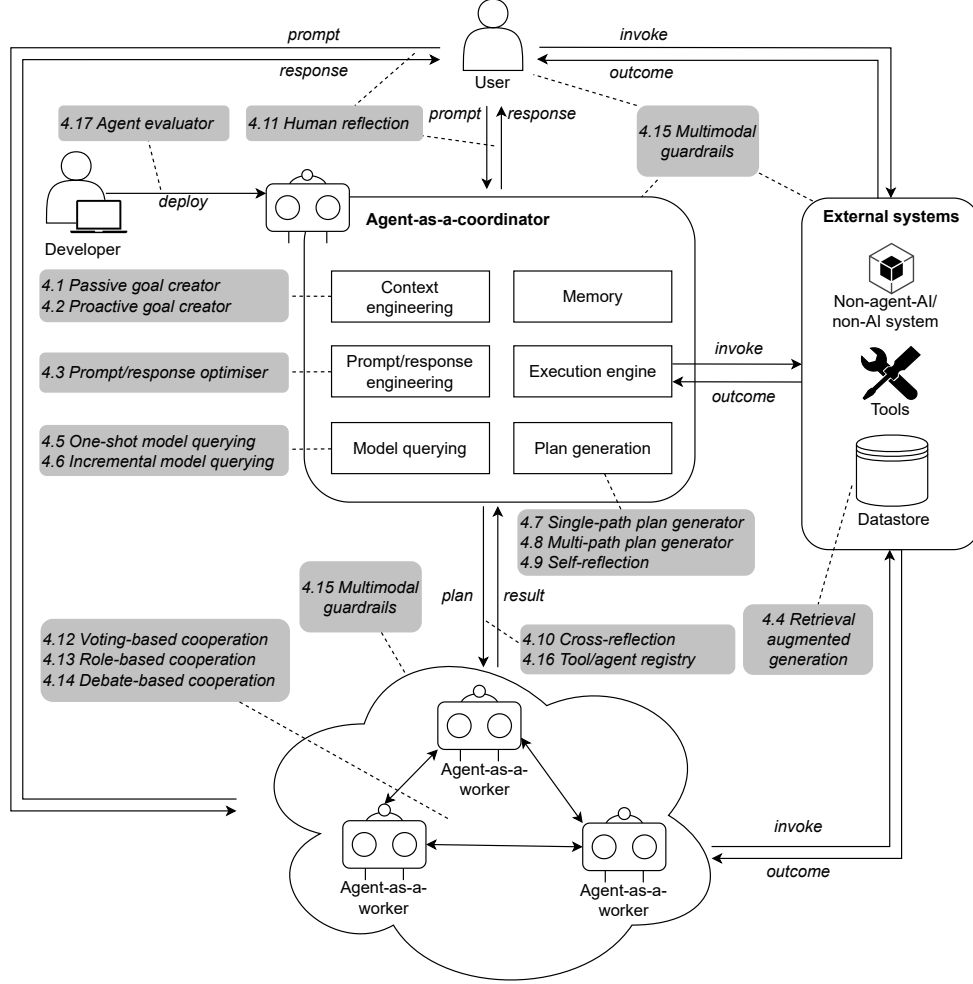 prompt
response
User
invoke
outcome
4.17 Agent evaluator
4.11 Human reflection
prompt
response
4.15 Multimodal
guardrails
Developer
deploy
Agent-as-a-coordinator
External systems
4.1 Passive goal creator
4.2 Proactive goal creator
Context
engineering
Memory
Non-agent-AI/
non-AI system
4.3 Prompt/response optimiser
Prompt/response
engineering
Execution engine
invoke
outcome
Tools
4.5 One-shot model querying
4.6 Incremental model querying
Model querying
Plan generation
Datastore
4.7 Single-path plan generator
4.8 Multi-path plan generator
4.9 Self-reflection
4.15 Multimodal
guardrails
plan
result
4.4 Retrieval
augmented
generation
4.12 Voting-based cooperation
4.13 Role-based cooperation
4.14 Debate-based cooperation
4.10 Cross-reflection
4.16 Tool/agent registry
Agent-as-a-
worker
Agent-as-a-
worker
Agent-as-a-
worker
invoke
outcome